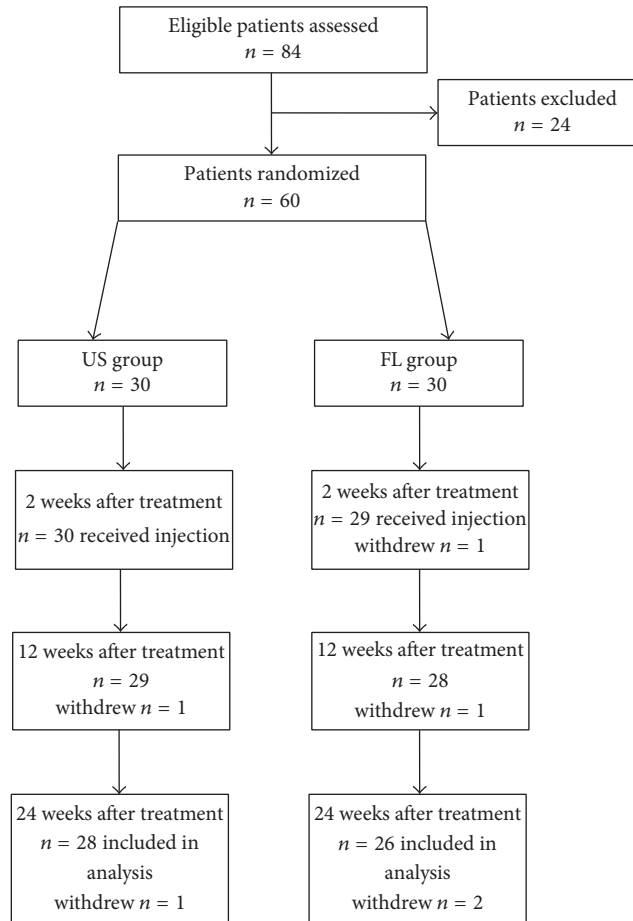 Eligible patients assessed
n = 84
Patients excluded
n = 24
Patients randomized
n = 60
US group
n = 30
FL group
n = 30
2 weeks after treatment
n = 30 received injection
2 weeks after treatment
n = 29 received injection
withdrew n = 1
12 weeks after treatment
n = 29
withdrew n = 1
12 weeks after treatment
n = 28
withdrew n = 1
24 weeks after treatment
n = 28 included in
analysis
withdrew n = 1
24 weeks after treatment
n = 26 included in
analysis
withdrew n = 2